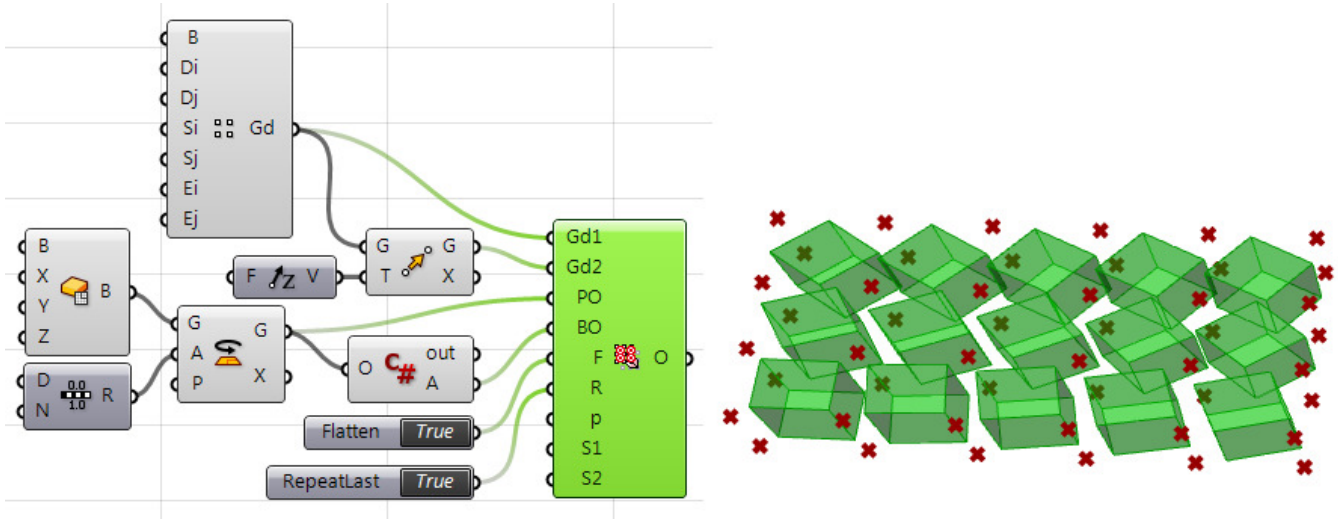 B
Di
Dj
Si Gd
Sj
Ei
Ej
B
X B
Y
Z
F Z V
G G
T X
Gd1
Gd2
PO
BO
F O
R
p
S1
S2
G G
A
P X
D 0.0 R
N 1.0
O C# out
A
Flatten True
RepeatLast True